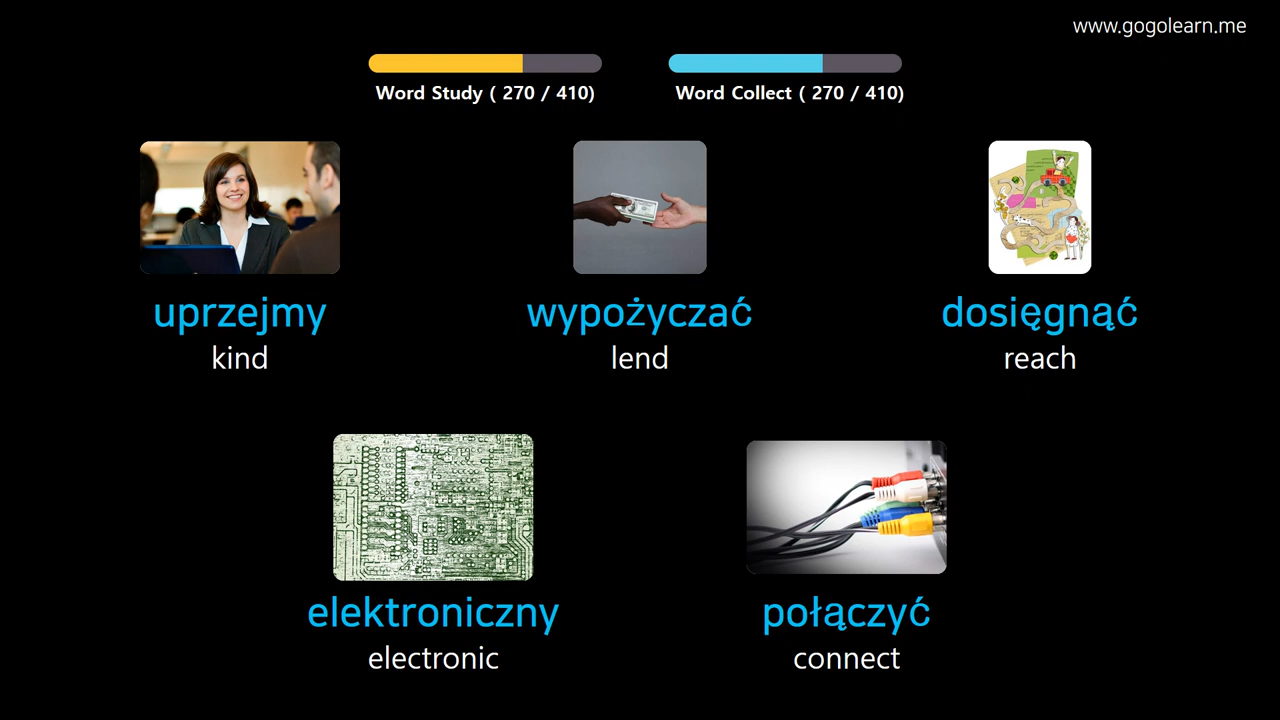 www.gogolearn.me
Word Study ( 270 / 410)
Word Collect ( 270 / 410)
uprzejmy
kind
wypożyczać
lend
dosięgnąć
reach
elektroniczny
electronic
połączyć
connect